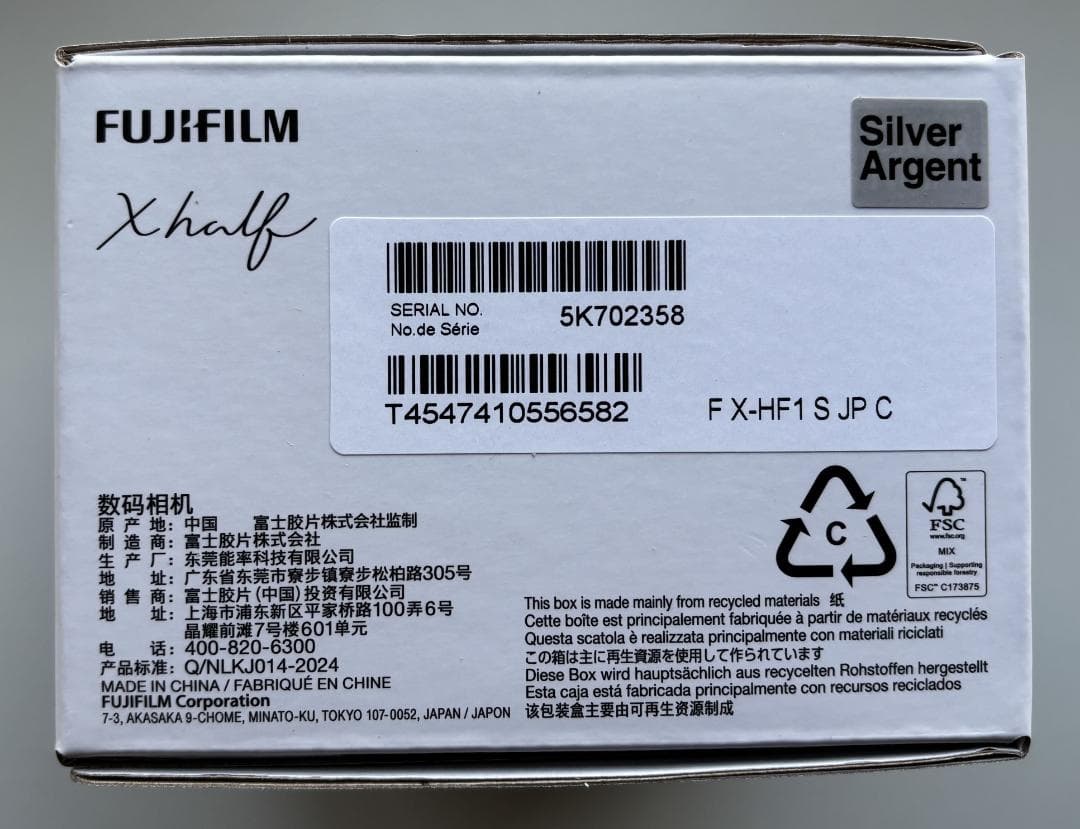 FUJIFILM
X half
Silver
Argent
SERIAL NO.
No.de Série
5K702358
T4547410556582
F X-HF1 S JP C
数码相机
原产地：中国 富士胶片株式会社监制
制造商：富士胶片株式会社
生产厂：东莞能率科技有限公司
地址：广东省东莞市寮步镇寮步松柏路305号
销售商：富士胶片(中国)投资有限公司
地址：上海市浦东新区平家桥路100弄6号
晶耀前滩7号楼601单元
电话：400-820-6300
产品标准：Q/NLKJ014-2024
MADE IN CHINA / FABRIQUÉ EN CHINE
FUJIFILM Corporation
7-3, AKASAKA 9-CHOME, MINATO-KU, TOKYO 107-0052, JAPAN / JAPON
C
FSC
www.fsc.org
MIX
Packaging | Supporting
responsible forestry
FSC™ C173875
This box is made mainly from recycled materials 纸
Cette boîte est principalement fabriquée à partir de matériaux recyclés
Questa scatola è realizzata principalmente con materiali riciclati
この箱は主に再生資源を使用して作られています
Diese Box wird hauptsächlich aus recycelten Rohstoffen hergestellt
Esta caja está fabricada principalmente con recursos reciclados
该包装盒主要由可再生资源制成